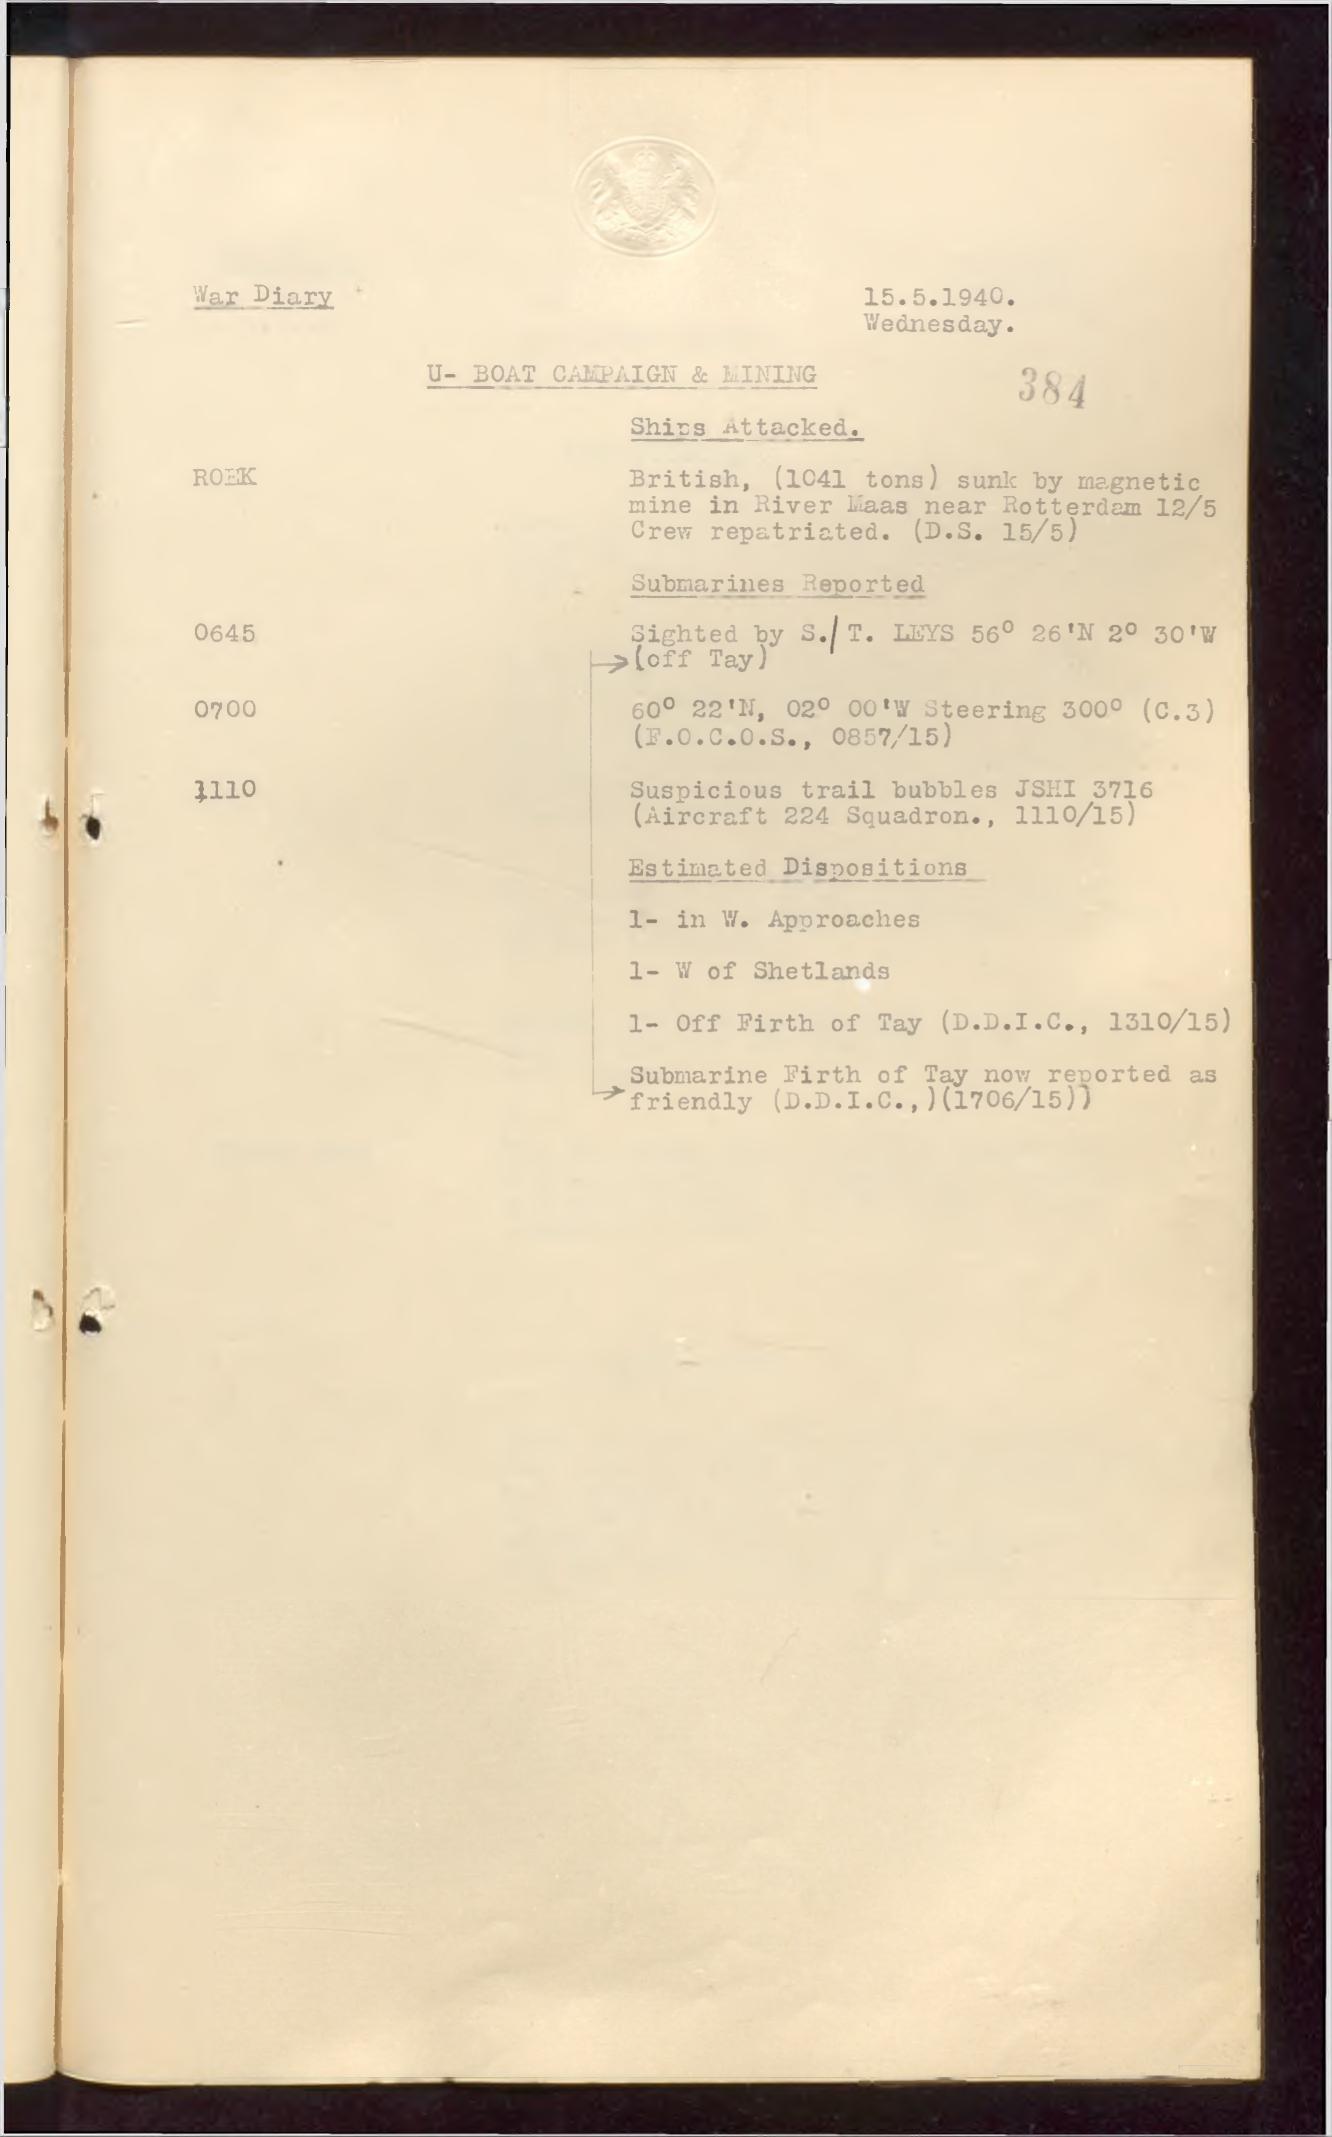 War Diary
15.5.1940.
Wednesday.
U- BOAT CAMPAIGN & MINING
384
Ships Attacked.
ROEK
British, (1041 tons) sunk by magnetic
mine in River Maas near Rotterdam 12/5
Crew repatriated. (D.S. 15/5)
Submarines Reported
0645
Sighted by S./T. LEYS 56° 26'N 2° 30'W
(off Tay)
0700
60° 22'N, 02° 00'W Steering 300° (C.3)
(F.O.C.O.S., 0857/15)
1110
Suspicious trail bubbles JSHI 3716
(Aircraft 224 Squadron., 1110/15)
Estimated Dispositions
1- in W. Approaches
1- W of Shetlands
1- Off Firth of Tay (D.D.I.C., 1310/15)
Submarine Firth of Tay now reported as
friendly (D.D.I.C.,)(1706/15))